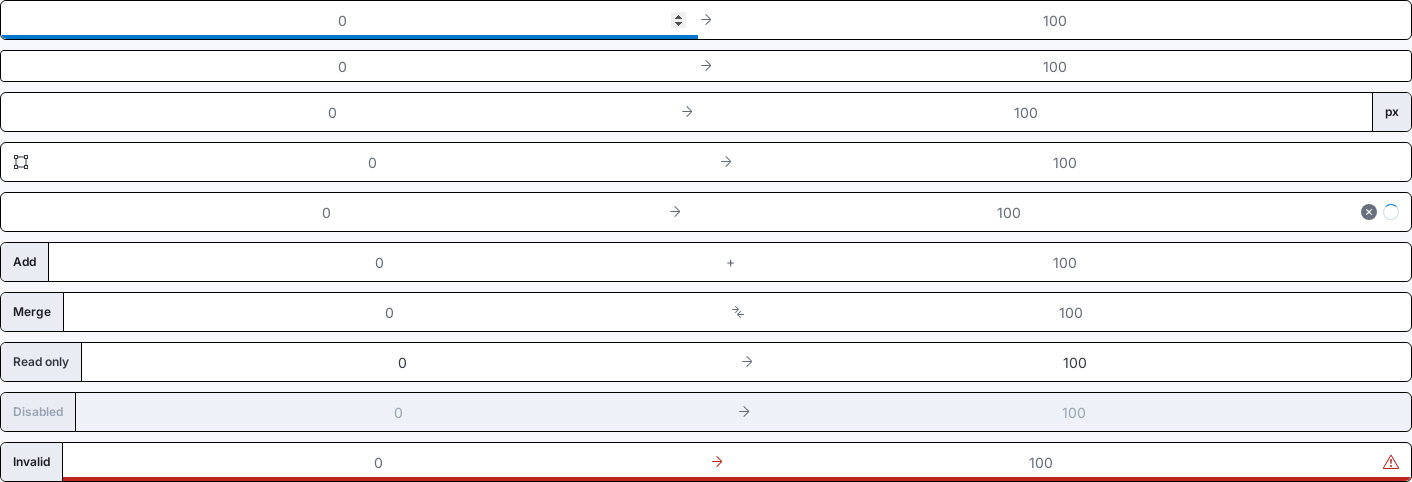 0 → 100
0 → 100
0 → 100 px
0 → 100
0 → 100
Add 0 + 100
Merge 0 100
Read only 0 → 100
Disabled 0 → 100
Invalid 0 → 100